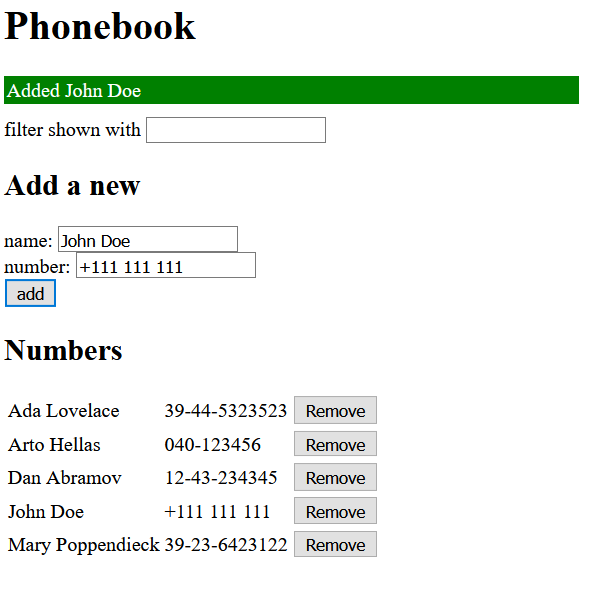 Phonebook
Added John Doe
filter shown with
Add a new
name: John Doe
number: +111 111 111
add
Numbers
Ada Lovelace 39-44-5323523 Remove
Arto Hellas 040-123456 Remove
Dan Abramov 12-43-234345 Remove
John Doe +111 111 111 Remove
Mary Poppendieck 39-23-6423122 Remove